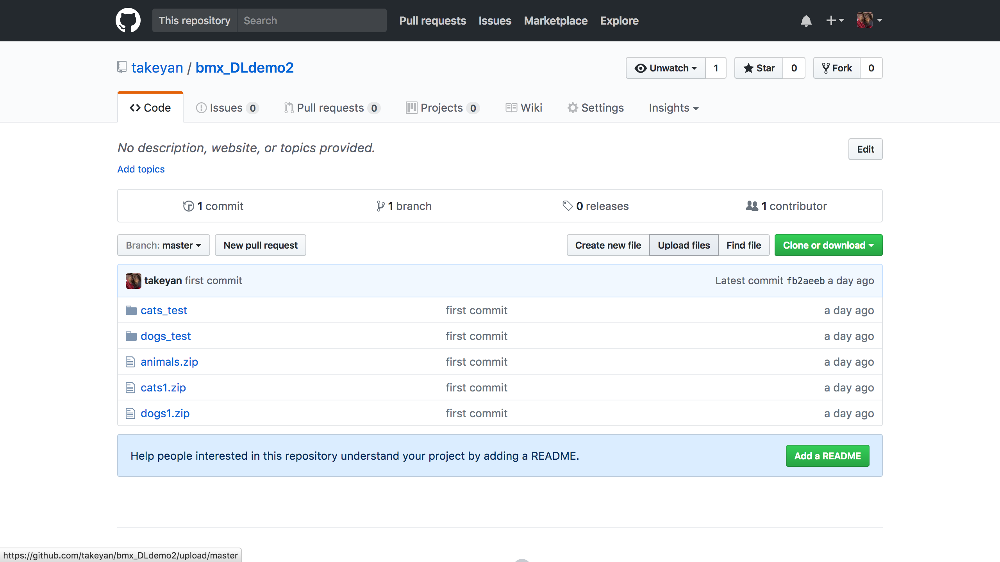 This repository Search Pull requests Issues Marketplace Explore
takeyan / bmx_DLdemo2 Unwatch 1 Star 0 Fork 0
Code Issues 0 Pull requests 0 Projects 0 Wiki Settings Insights
No description, website, or topics provided. Edit
Add topics
1 commit 1 branch 0 releases 1 contributor
Branch: master New pull request Create new file Upload files Find file Clone or download
takeyan first commit Latest commit fb2aeeb a day ago
cats_test first commit a day ago
dogs_test first commit a day ago
animals.zip first commit a day ago
cats1.zip first commit a day ago
dogs1.zip first commit a day ago
Help people interested in this repository understand your project by adding a README. Add a README
https://github.com/takeyan/bmx_DLdemo2/upload/master